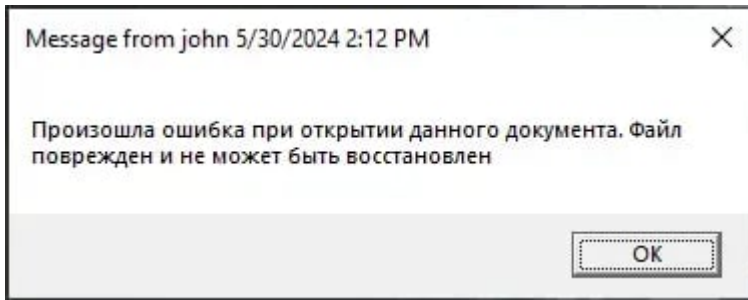 Message from john 5/30/2024 2:12 PM
Произошла ошибка при открытии данного документа. Файл
поврежден и не может быть восстановлен
OK